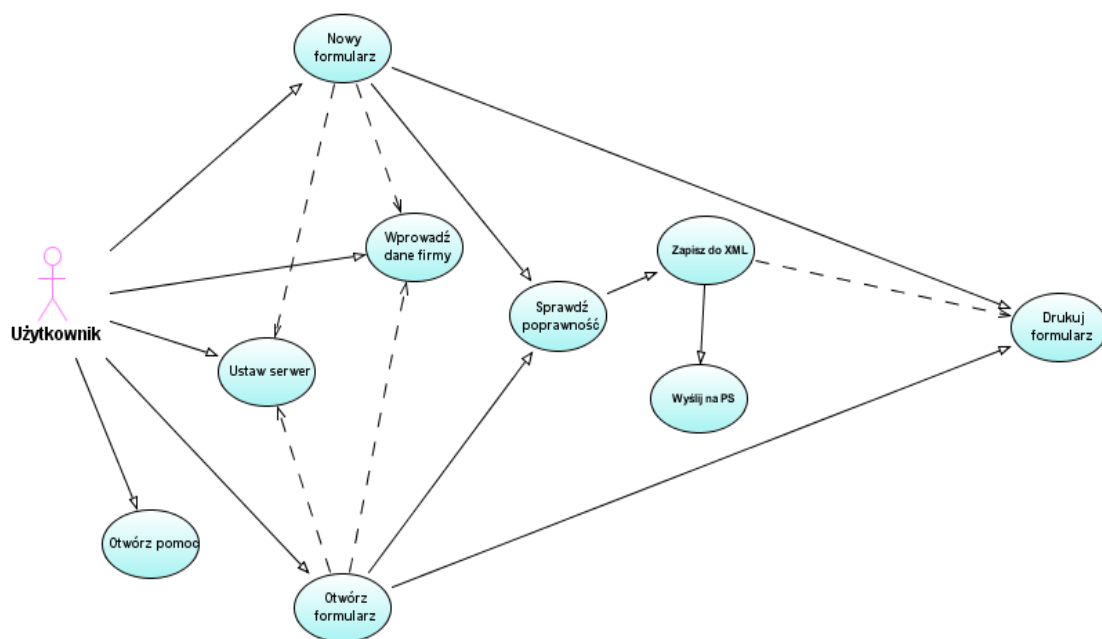 Nowy
formularz
Wprowadź
dane firmy
Zapisz do XML
Sprawdź
poprawność
Drukuj
formularz
Użytkownik
Ustaw serwer
Wyślij na PS
Otwórz pomoc
Otwórz
formularz